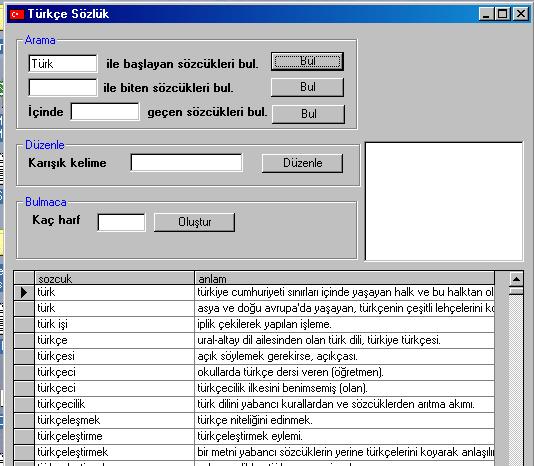 Türkçe Sözlük
Arama
Türk ile başlayan sözcükleri bul. Bul
ile biten sözcükleri bul. Bul
İçinde geçen sözcükleri bul. Bul
Düzenle
Karışık kelime Düzenle
Bulmaca
Kaç harf Oluştur
sozcuk anlam
türk türkiye cumhuriyeti sınırları içinde yaşayan halk ve bu halktan
türk asya ve doğu avrupa'da yaşayan, türkçenin çeşitli lehçelerini
türk işi iplik çekilerek yapılan işleme.
türkçe ural-altay dil ailesinden olan türk dili, türkiye türkçesi.
türkçesi açık söylemek gerekirse, açıkçası.
türkçeci okullarda türkçe dersi veren (öğretmen).
türkçeci türkçecilik ilkesini benimsemiş (olan).
türkçecilik türk dilini yabancı kurallardan ve sözcüklerden arıtma akımı.
türkçeleşmek türkçe niteliğini edinmek.
türkçeleştirme türkçeleştirmek eylemi.
türkçeleştirmek bir metni yabancı sözcüklerin yerine türkçelerini koyarak